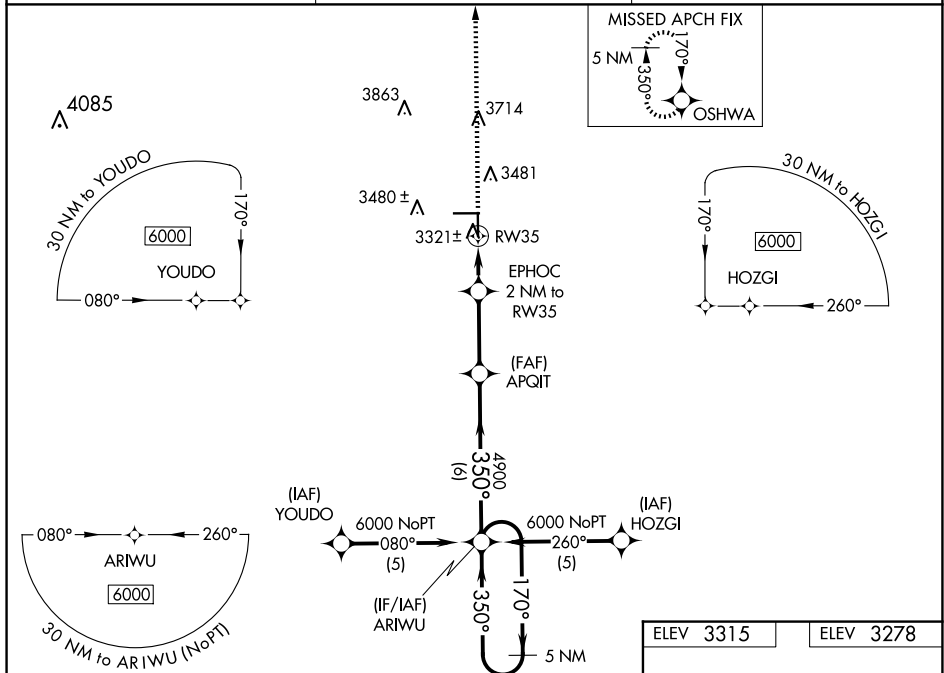 MISSED APCH FIX
5 NM
170°
350°
OSHWA
4085
3863
3714
3481
3480 ±
3321±
RW35
30 NM to YOUDO
170°
6000
YOUDO
080°
30 NM to HOZGI
170°
6000
HOZGI
260°
EPHOC
2 NM to
RW35
(FAF)
APQIT
4900
350°
(6)
(IAF)
YOUDO
6000 NoPT
080°
(5)
(IAF)
HOZGI
6000 NoPT
260°
(5)
(IF/IAF)
ARIWU
350°
170°
5 NM
080°
260°
ARIWU
6000
30 NM to ARIWU (NoPT)
ELEV 3315
ELEV 3278